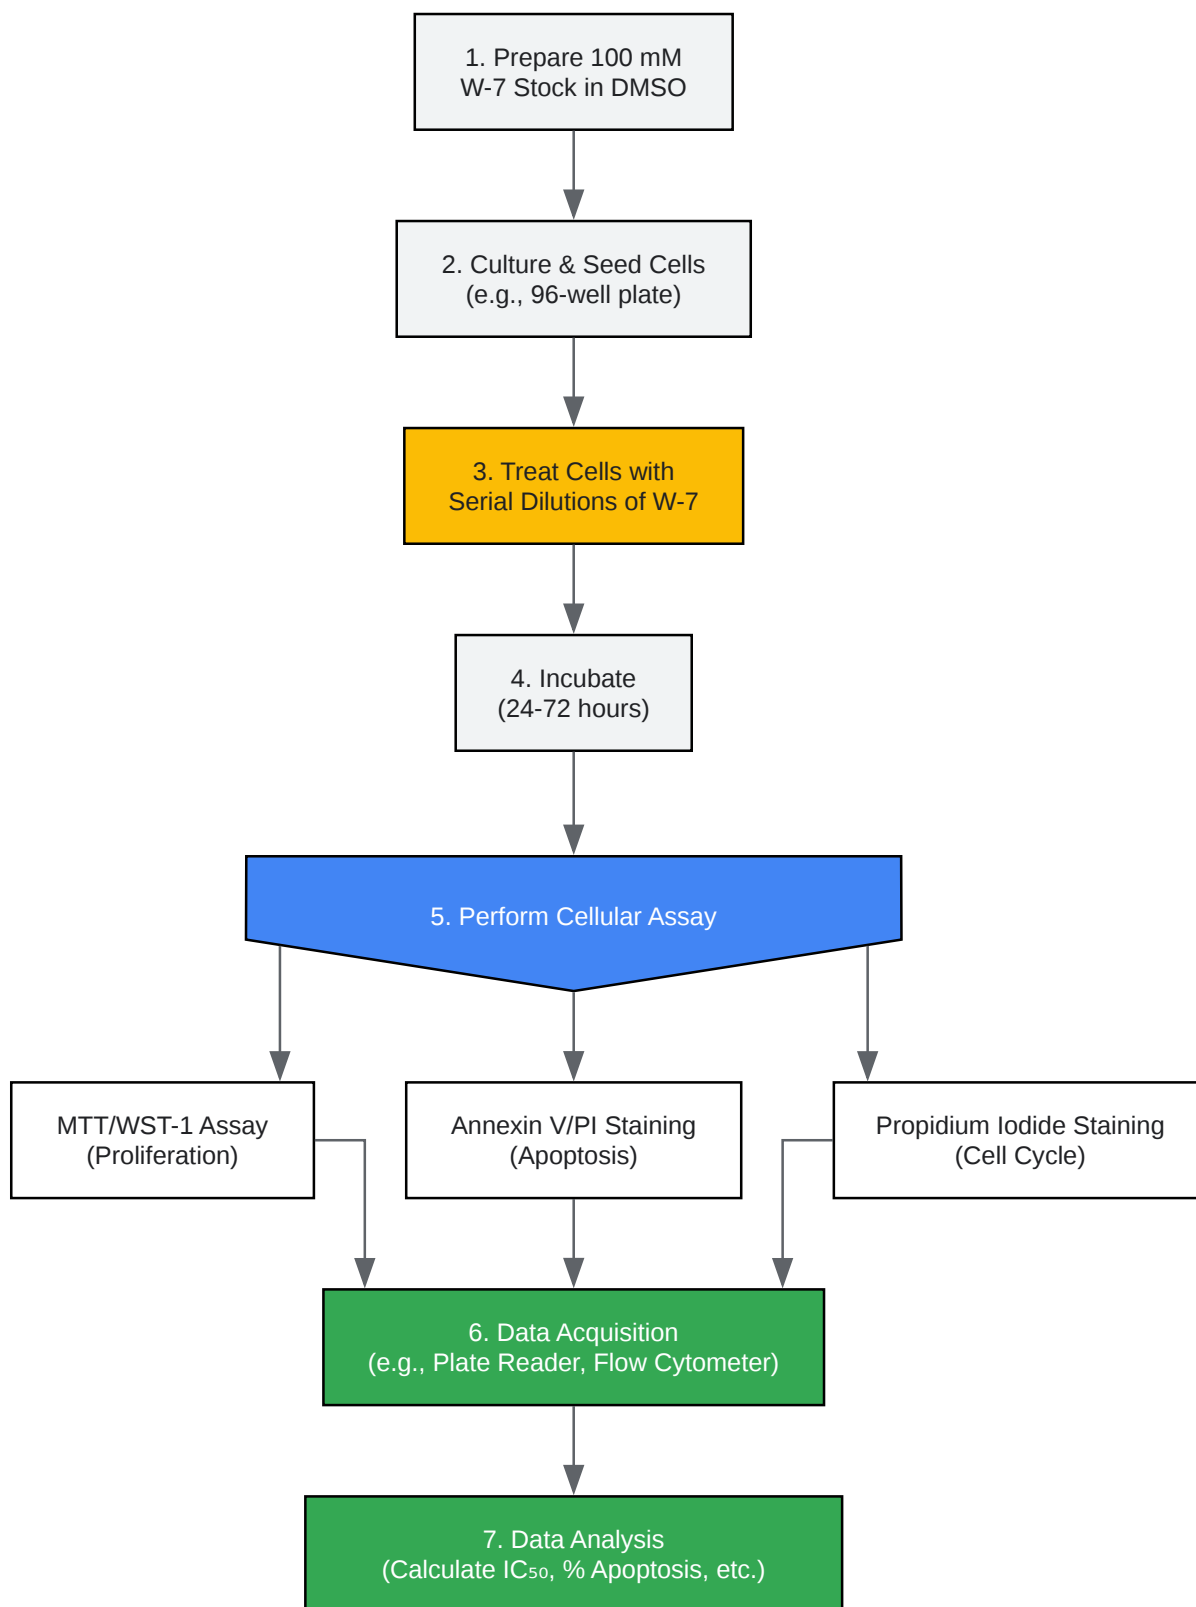 1. Prepare 100 mM
W-7 Stock in DMSO
2. Culture & Seed Cells
(e.g., 96-well plate)
3. Treat Cells with
Serial Dilutions of W-7
4. Incubate
(24-72 hours)
5. Perform Cellular Assay
MTT/WST-1 Assay
(Proliferation)
Annexin V/PI Staining
(Apoptosis)
Propidium Iodide Staining
(Cell Cycle)
6. Data Acquisition
(e.g., Plate Reader, Flow Cytometer)
7. Data Analysis
(Calculate IC₅₀, % Apoptosis, etc.)